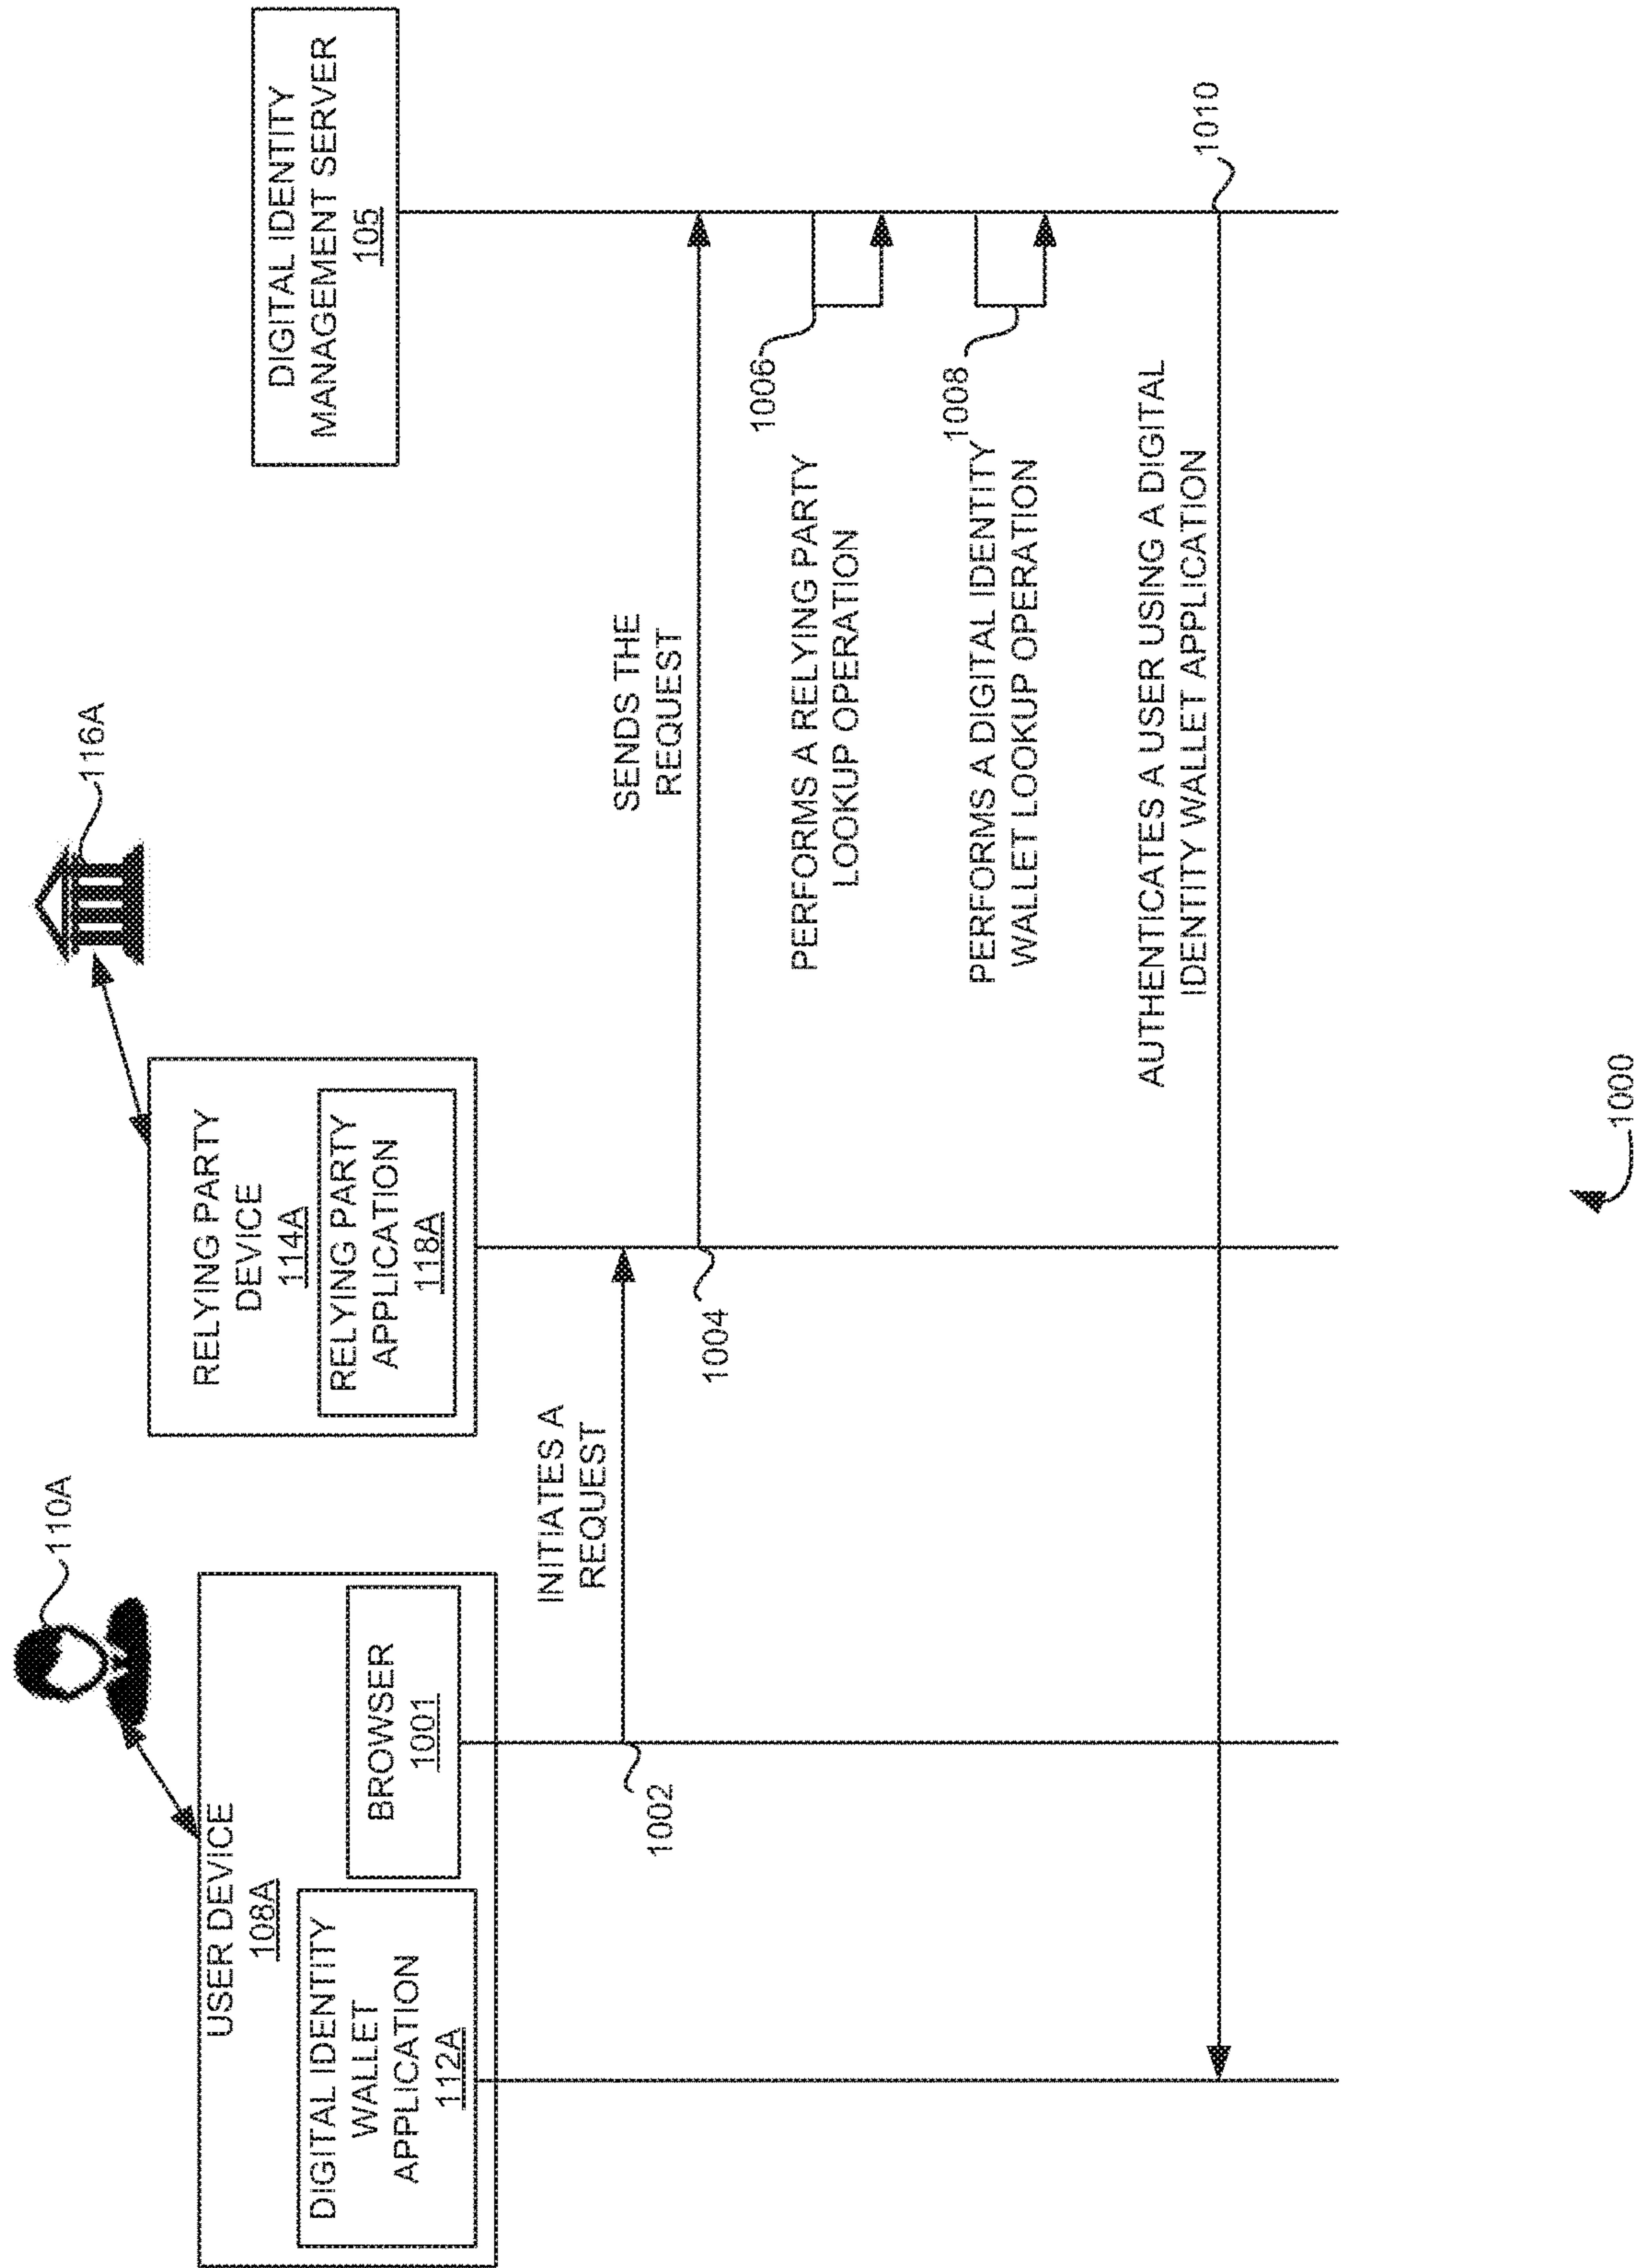 110A
116A
USER DEVICE
108A
DIGITAL IDENTITY
WALLET
APPLICATION
112A
BROWSER
1001
RELYING PARTY
DEVICE
114A
RELYING PARTY
APPLICATION
118A
DIGITAL IDENTITY
MANAGEMENT SERVER
105
INITIATES A
REQUEST
1002
SENDS THE
REQUEST
1004
1006
PERFORMS A RELYING PARTY
LOOKUP OPERATION
1008
PERFORMS A DIGITAL IDENTITY
WALLET LOOKUP OPERATION
AUTHENTICATES A USER USING A DIGITAL
IDENTITY WALLET APPLICATION
1010
1000